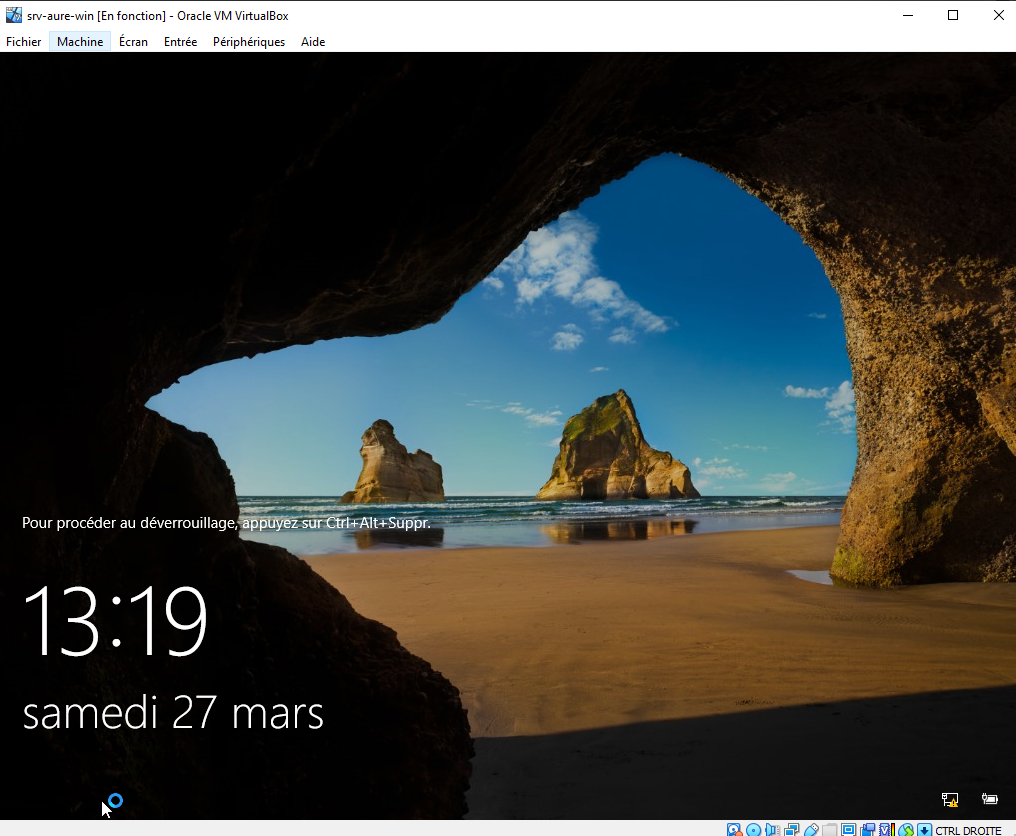 srv-aure-win [En fonction] - Oracle VM VirtualBox
Fichier Machine Écran Entrée Périphériques Aide
Pour procéder au déverrouillage, appuyez sur Ctrl+Alt+Suppr.
13:19
samedi 27 mars
CTRL DROITE